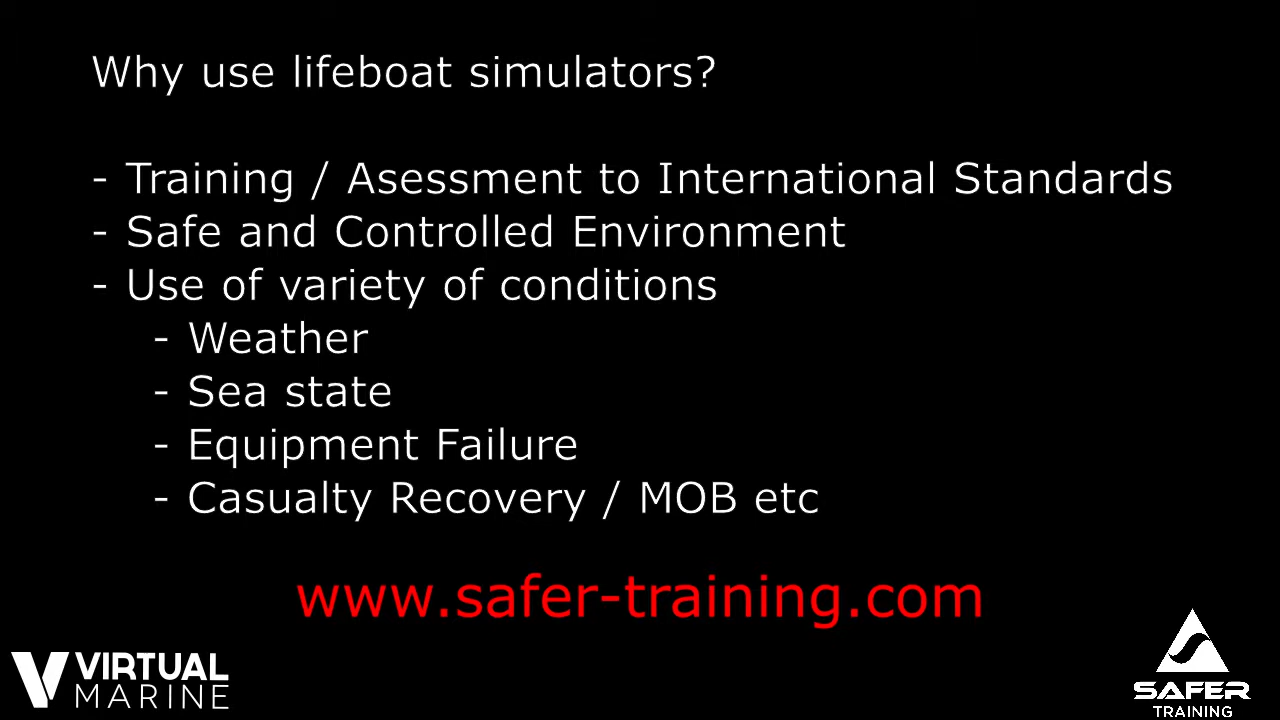 Why use lifeboat simulators?
- Training / Asessment to International Standards
- Safe and Controlled Environment
- Use of variety of conditions
- Weather
- Sea state
- Equipment Failure
- Casualty Recovery / MOB etc
www.safer-training.com
VIRTUAL
MARINE
SAFER
TRAINING